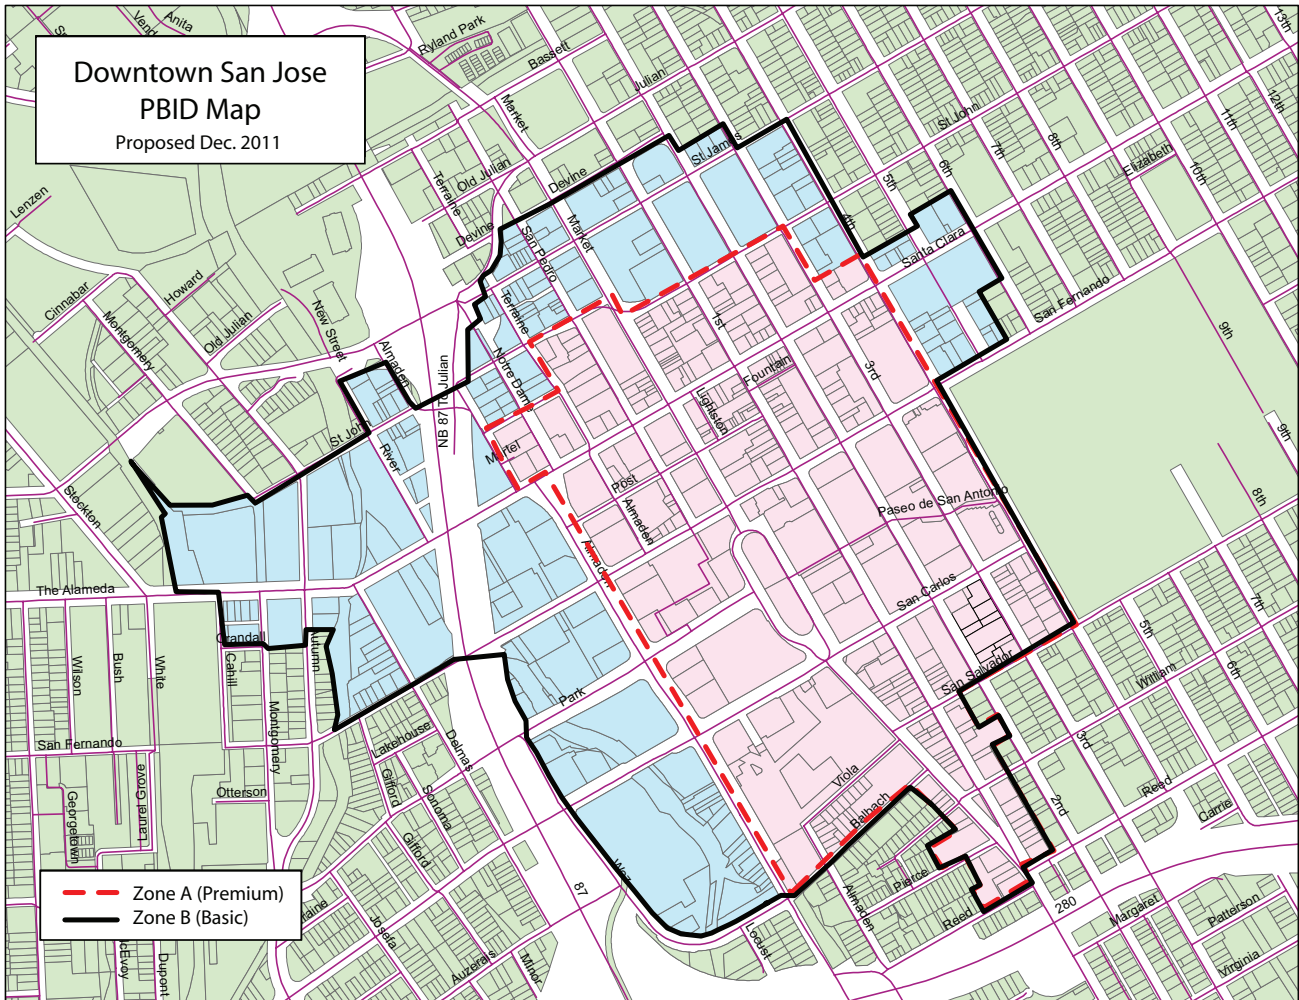 Downtown San Jose
PBID Map
Proposed Dec. 2011
Anita
Ryland Park
Bassett
Julian
Market
St John
13th
12th
11th
10th
Elizabeth
8th
7th
6th
5th
4th
St James
Old Julian
Terraine
Devine
Devine
Market
San Pedro
Lenzen
Santa Clara
San Fernando
Cinnabar
Howard
Montgomery
Old Julian
New Street
Almaden
NB 87 To Julian
Terraine
Notre Dame
1st
Fountain
Lightston
3rd
9th
9th
8th
St John
River
Post
Almaden
Paseo de San Antonio
Stockton
Almaden
San Carlos
The Alameda
Crandall
Autumn
Cahill
Wilson
Bush
White
Montgomery
San Salvador
William
5th
7th
6th
Park
San Fernando
Lakehouse
Delmas
Gifford
Sonoma
Gifford
Laurel Grove
Georgetown
Otterson
Viola
Balbach
3rd
2nd
Reed
Carrie
Pierce
Almaden
Reed
280
Margaret
Patterson
Virginia
87
Locust
Josefa
Auzerais
Minor
McEvoy
Dupont
Zone A (Premium)
Zone B (Basic)